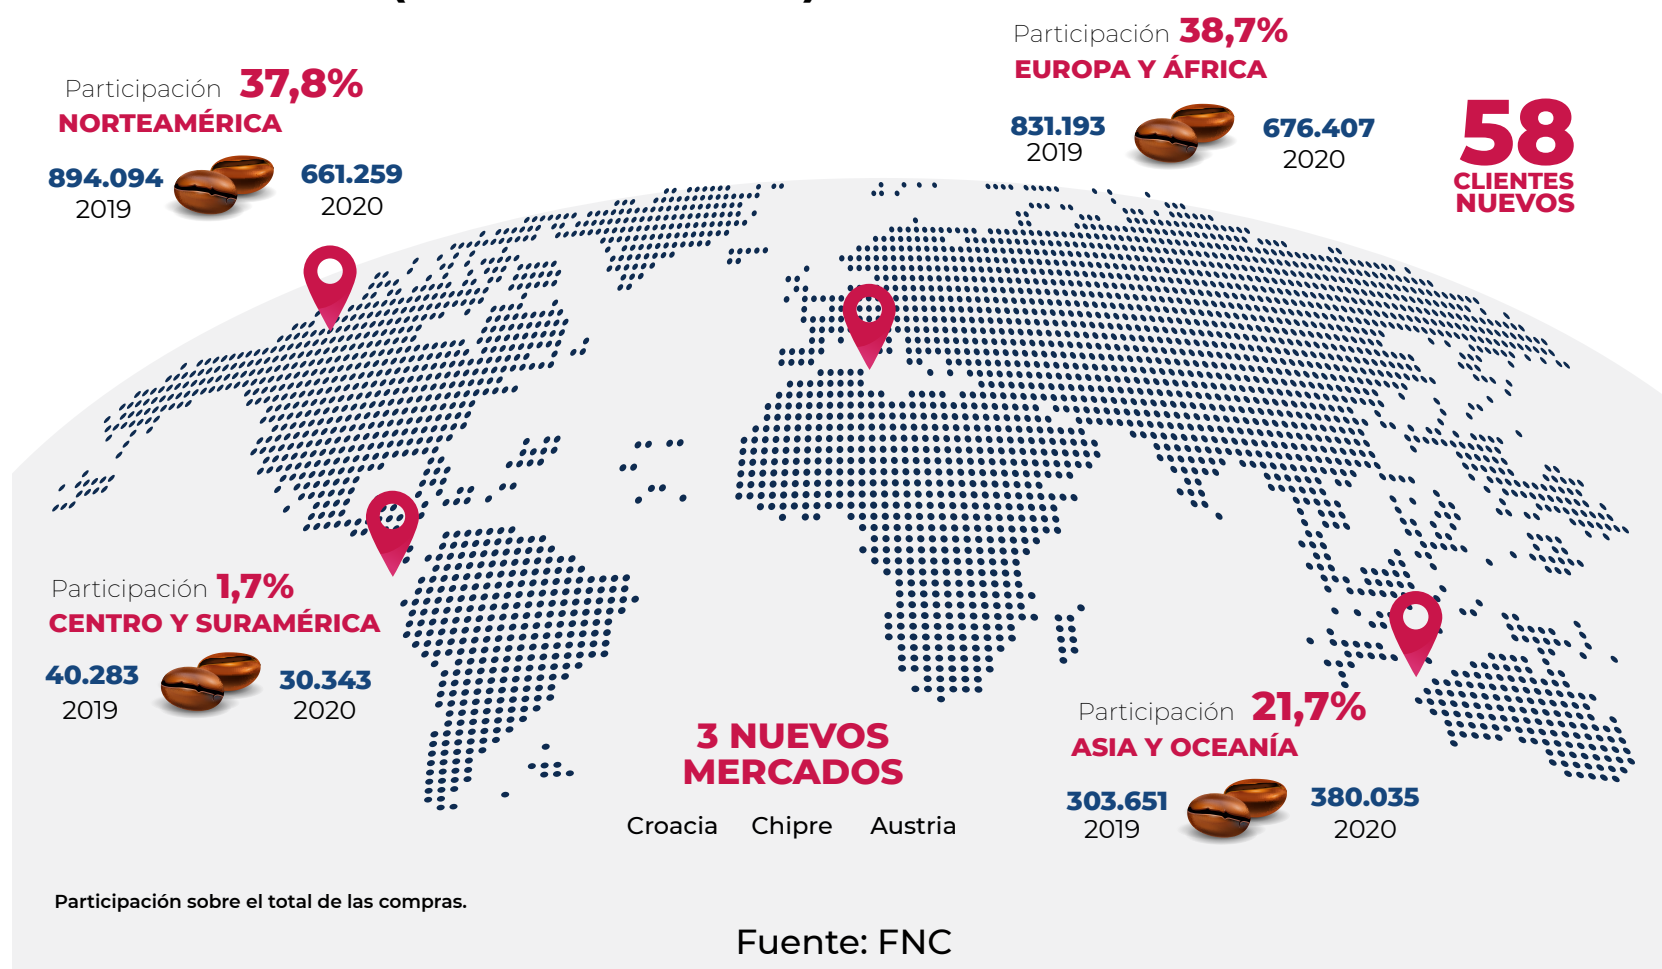 Participación 37,8%
NORTEAMÉRICA
894.094 661.259
2019 2020
Participación 38,7%
EUROPA Y ÁFRICA
831.193 676.407
2019 2020
58
CLIENTES
NUEVOS
Participación 1,7%
CENTRO Y SURAMÉRICA
40.283 30.343
2019 2020
3 NUEVOS
MERCADOS
Croacia Chipre Austria
Participación 21,7%
ASIA Y OCEANÍA
303.651 380.035
2019 2020
Participación sobre el total de las compras.
Fuente: FNC